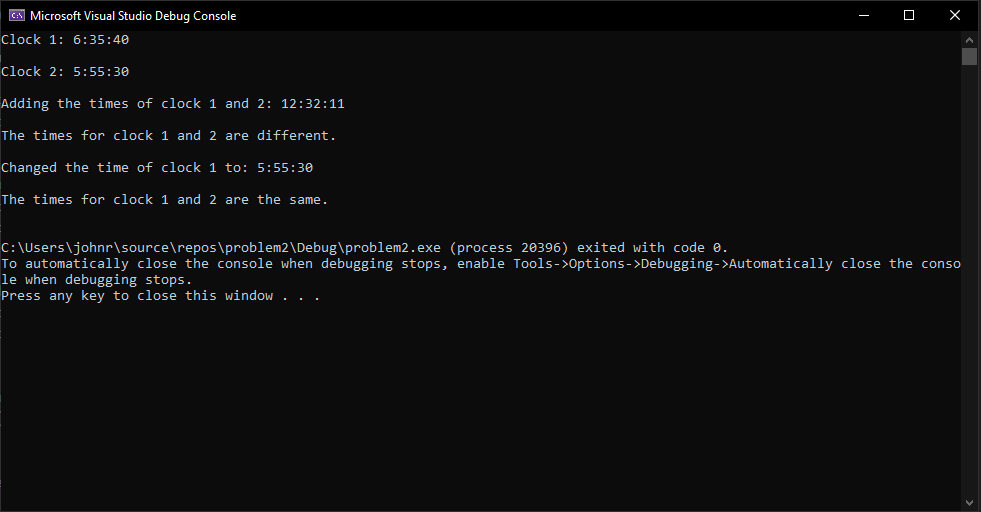 Microsoft Visual Studio Debug Console
Clock 1: 6:35:40
Clock 2: 5:55:30
Adding the times of clock 1 and 2: 12:32:11
The times for clock 1 and 2 are different.
Changed the time of clock 1 to: 5:55:30
The times for clock 1 and 2 are the same.
C:\Users\johnr\source\repos\problem2\Debug\problem2.exe (process 20396) exited with code 0.
To automatically close the console when debugging stops, enable Tools->Options->Debugging->Automatically close the conso
le when debugging stops.
Press any key to close this window . . .